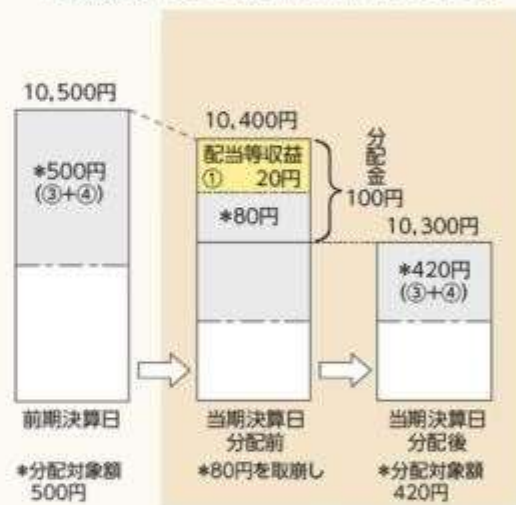 10,500円
*500円
(③+④)
前期決算日
*分配対象額
500円
10,400円
配当等収益
① 20円
*80円
分配金
100円
当期決算日
分配前
*80円を取崩し
10,300円
*420円
(③+④)
当期決算日
分配後
*分配対象額
420円